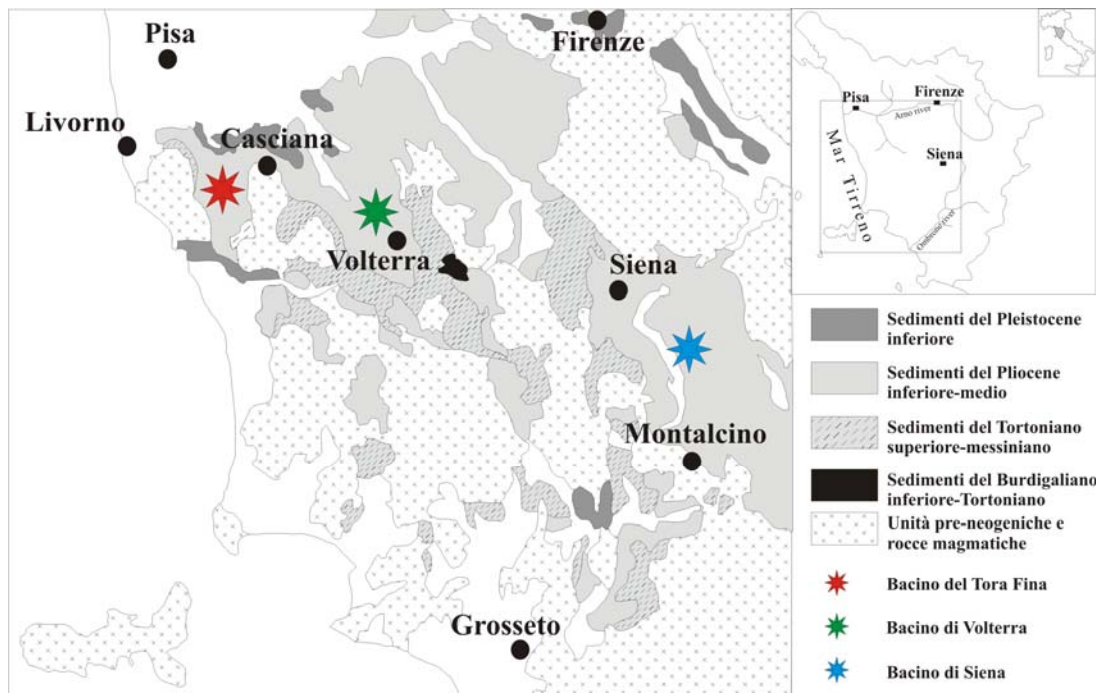 Pisa
Firenze
Livorno
Casciana
Volterra
Siena
Montalcino
Grosseto
Pisa
Firenze
Arno river
Siena
Mar Tirreno
Ombrone river
Sedimenti del Pleistocene
inferiore
Sedimenti del Pliocene
inferiore-medio
Sedimenti del Tortoniano
superiore-messiniano
Sedimenti del Burdigaliano
inferiore-Tortoniano
Unità pre-neogeniche e
rocce magmatiche
Bacino del Tora Fina
Bacino di Volterra
Bacino di Siena